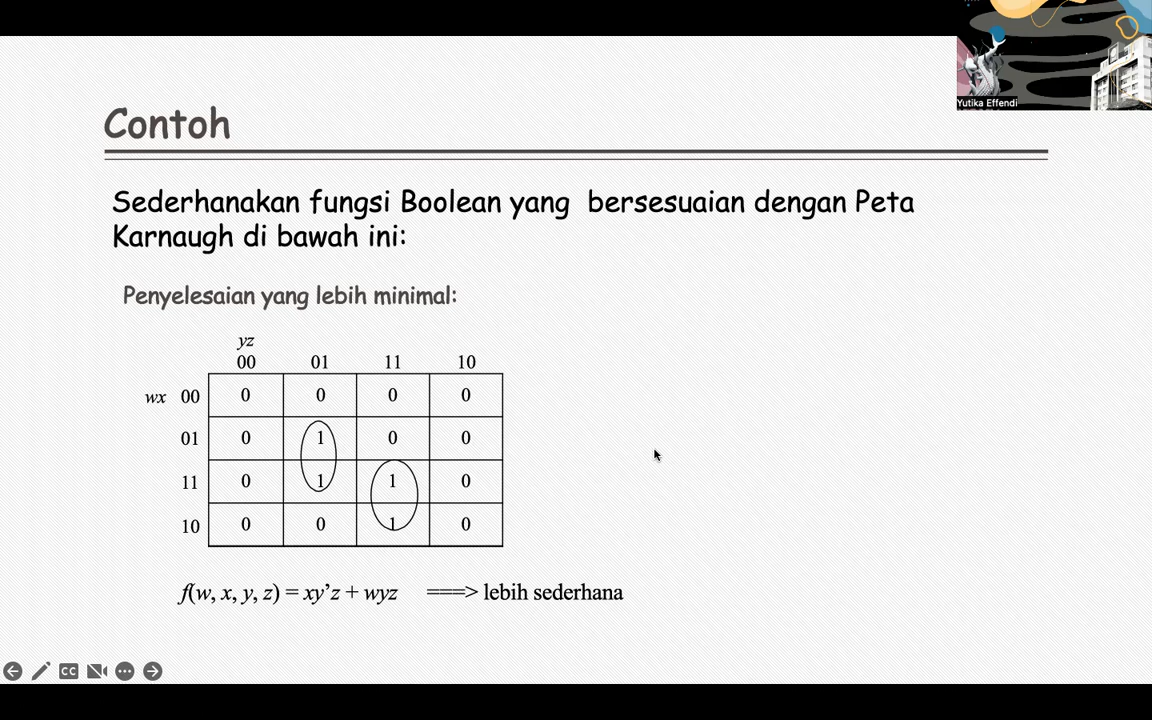 Yutika Effendi
Contoh
Sederhanakan fungsi Boolean yang bersesuaian dengan Peta
Karnaugh di bawah ini:
Penyelesaian yang lebih minimal:
yz
00 01 11 10
wx 00 0 0 0 0
01 0 1 0 0
11 0 1 1 0
10 0 0 1 0
f(w, x, y, z) = xy’z + wyz ===> lebih sederhana
CC